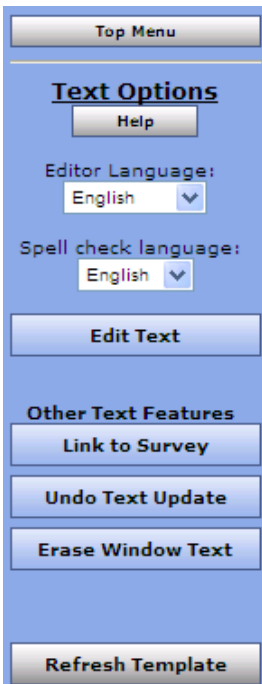 Top Menu
Text Options
Help
Editor Language:
English
Spell check language:
English
Edit Text
Other Text Features
Link to Survey
Undo Text Update
Erase Window Text
Refresh Template